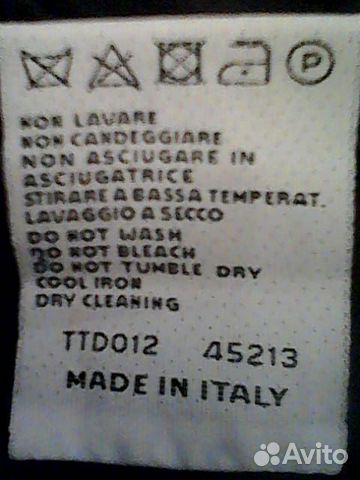 P
NON LAVARE
NON CANDEGGIARE
NON ASCIUGARE IN
ASCIUGATRICE
STIRARE A BASSA TEMPERAT.
LAVAGGIO A SECCO
DO NOT WASH
DO NOT BLEACH
DO NOT TUMBLE DRY
COOL IRON
DRY CLEANING
TTD012 45213
MADE IN ITALY
Avito